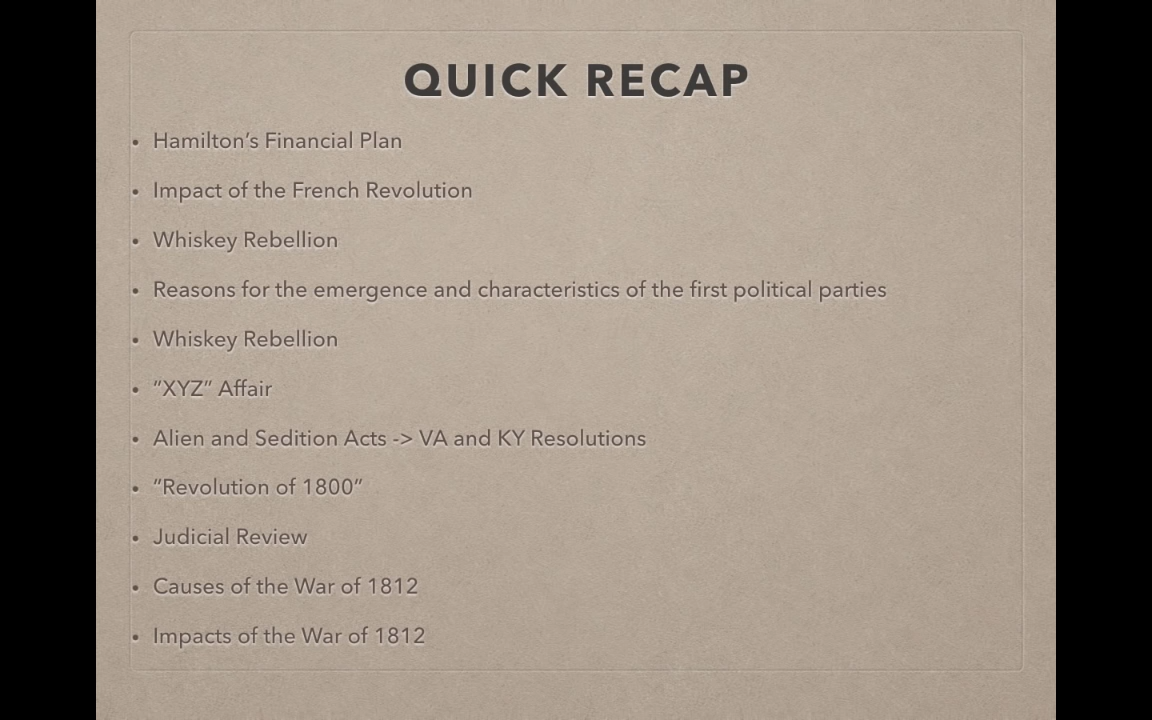 QUICK RECAP
• Hamilton’s Financial Plan
• Impact of the French Revolution
• Whiskey Rebellion
• Reasons for the emergence and characteristics of the first political parties
• Whiskey Rebellion
• “XYZ” Affair
• Alien and Sedition Acts -> VA and KY Resolutions
• “Revolution of 1800”
• Judicial Review
• Causes of the War of 1812
• Impacts of the War of 1812